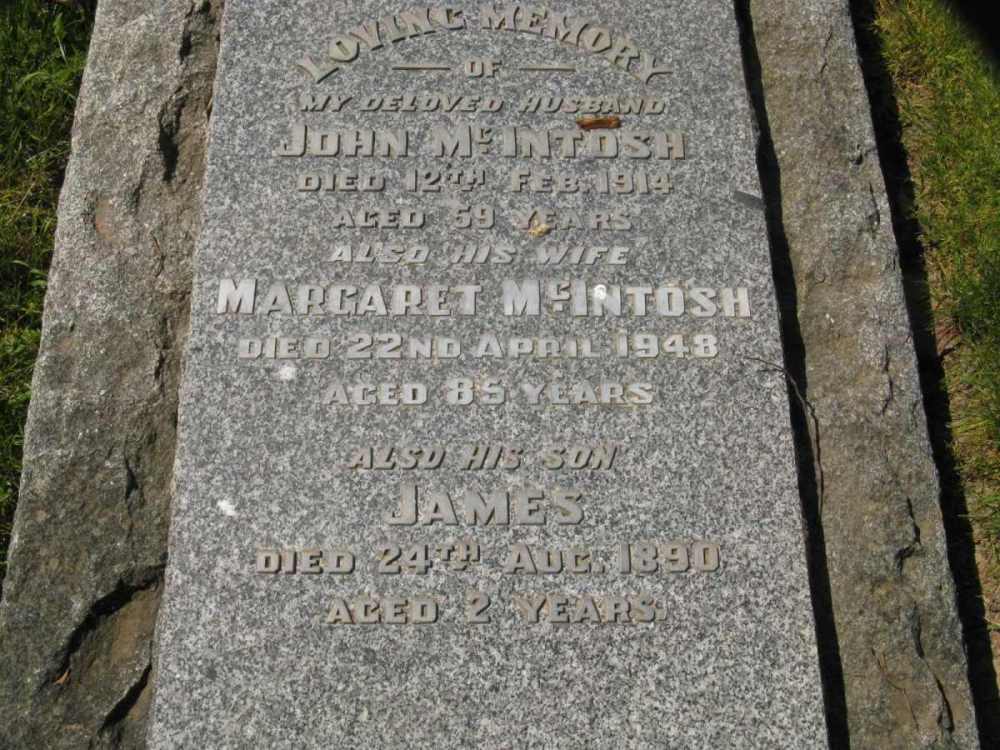 LOVING MEMORY
OF
MY BELOVED HUSBAND
JOHN McINTOSH
DIED 12TH FEB. 1914
AGED 59 YEARS
ALSO HIS WIFE
MARGARET McINTOSH
DIED 22ND APRIL 1948
AGED 85 YEARS
ALSO HIS SON
JAMES
DIED 24TH AUG. 1890
AGED 2 YEARS.